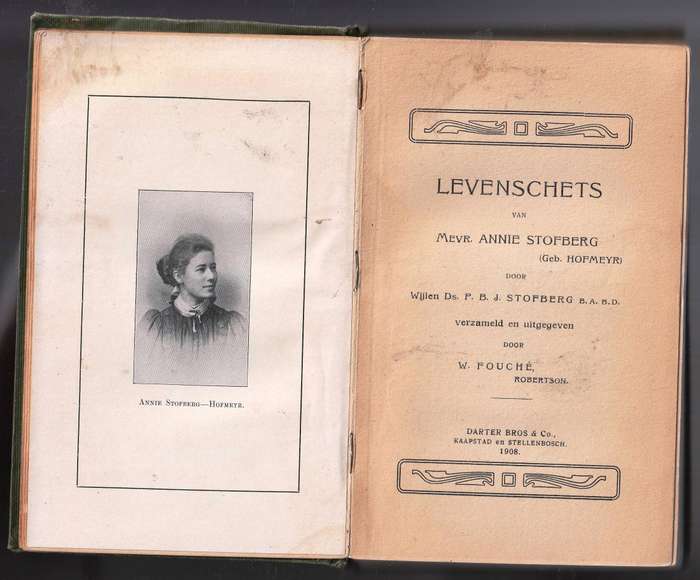 Annie Stofberg—Hofmeyr.
LEVENSCHETS
VAN
Mevr. ANNIE STOFBERG
(Geb. HOFMEYR)
DOOR
Wijlen Ds. P. B. J. STOFBERG B.A. B.D.
verzameld en uitgegeven
DOOR
W. FOUCHÉ,
ROBERTSON.
DARTER BROS & Co.,
KAAPSTAD en STELLENBOSCH.
1908.